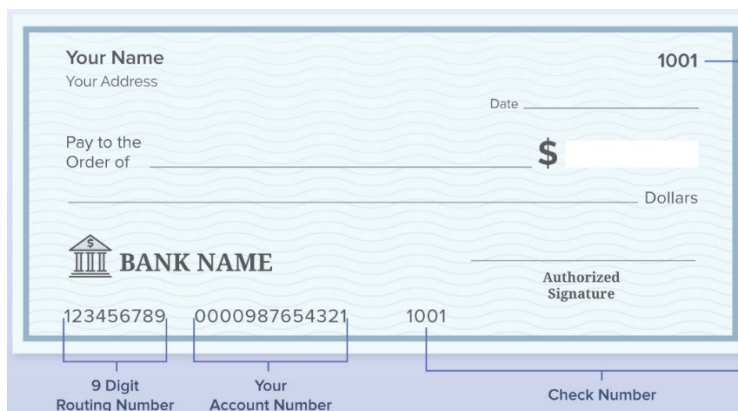 Your Name
1001
Your Address
Date
Pay to the
Order of
$
Dollars
$
BANK NAME
Authorized
Signature
123456789 0000987654321 1001
9 Digit
Routing Number
Your
Account Number
Check Number